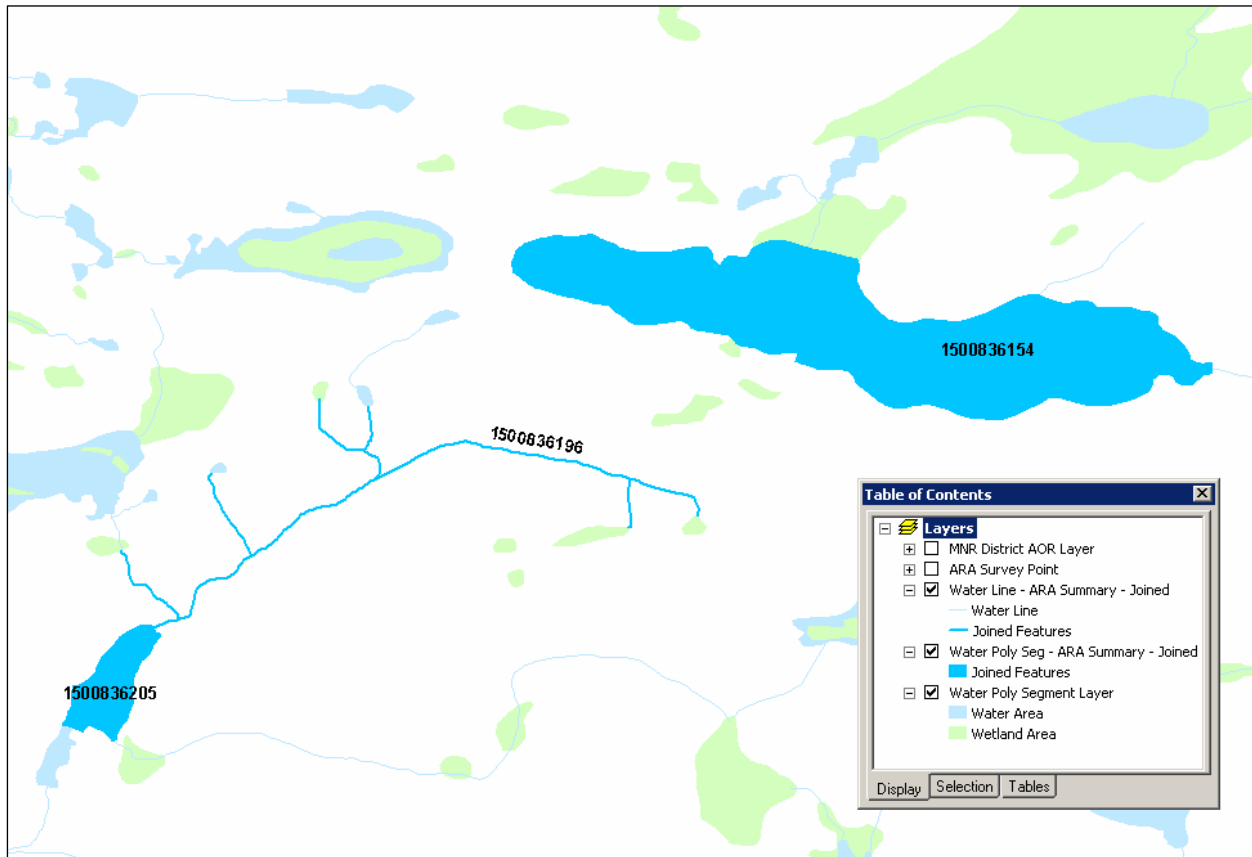 1500836154
1500836196
1500836205
Table of Contents
Layers
MNR District AOR Layer
ARA Survey Point
Water Line - ARA Summary - Joined
Water Line
Joined Features
Water Poly Seg - ARA Summary - Joined
Joined Features
Water Poly Segment Layer
Water Area
Wetland Area
Display Selection Tables